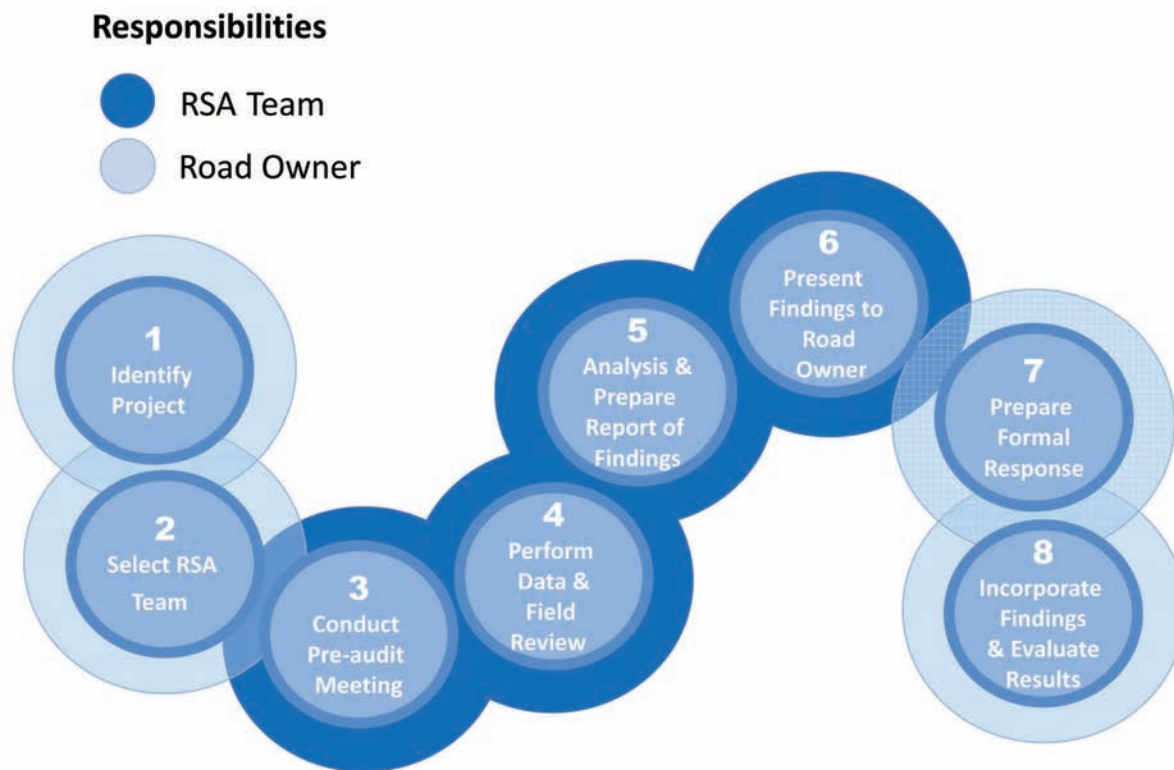 Responsibilities
RSA Team
Road Owner
1
Identify
Project
2
Select RSA
Team
3
Conduct
Pre-audit
Meeting
4
Perform
Data &
Field
Review
5
Analysis &
Prepare
Report of
Findings
6
Present
Findings to
Road
Owner
7
Prepare
Formal
Response
8
Incorporate
Findings
& Evaluate
Results